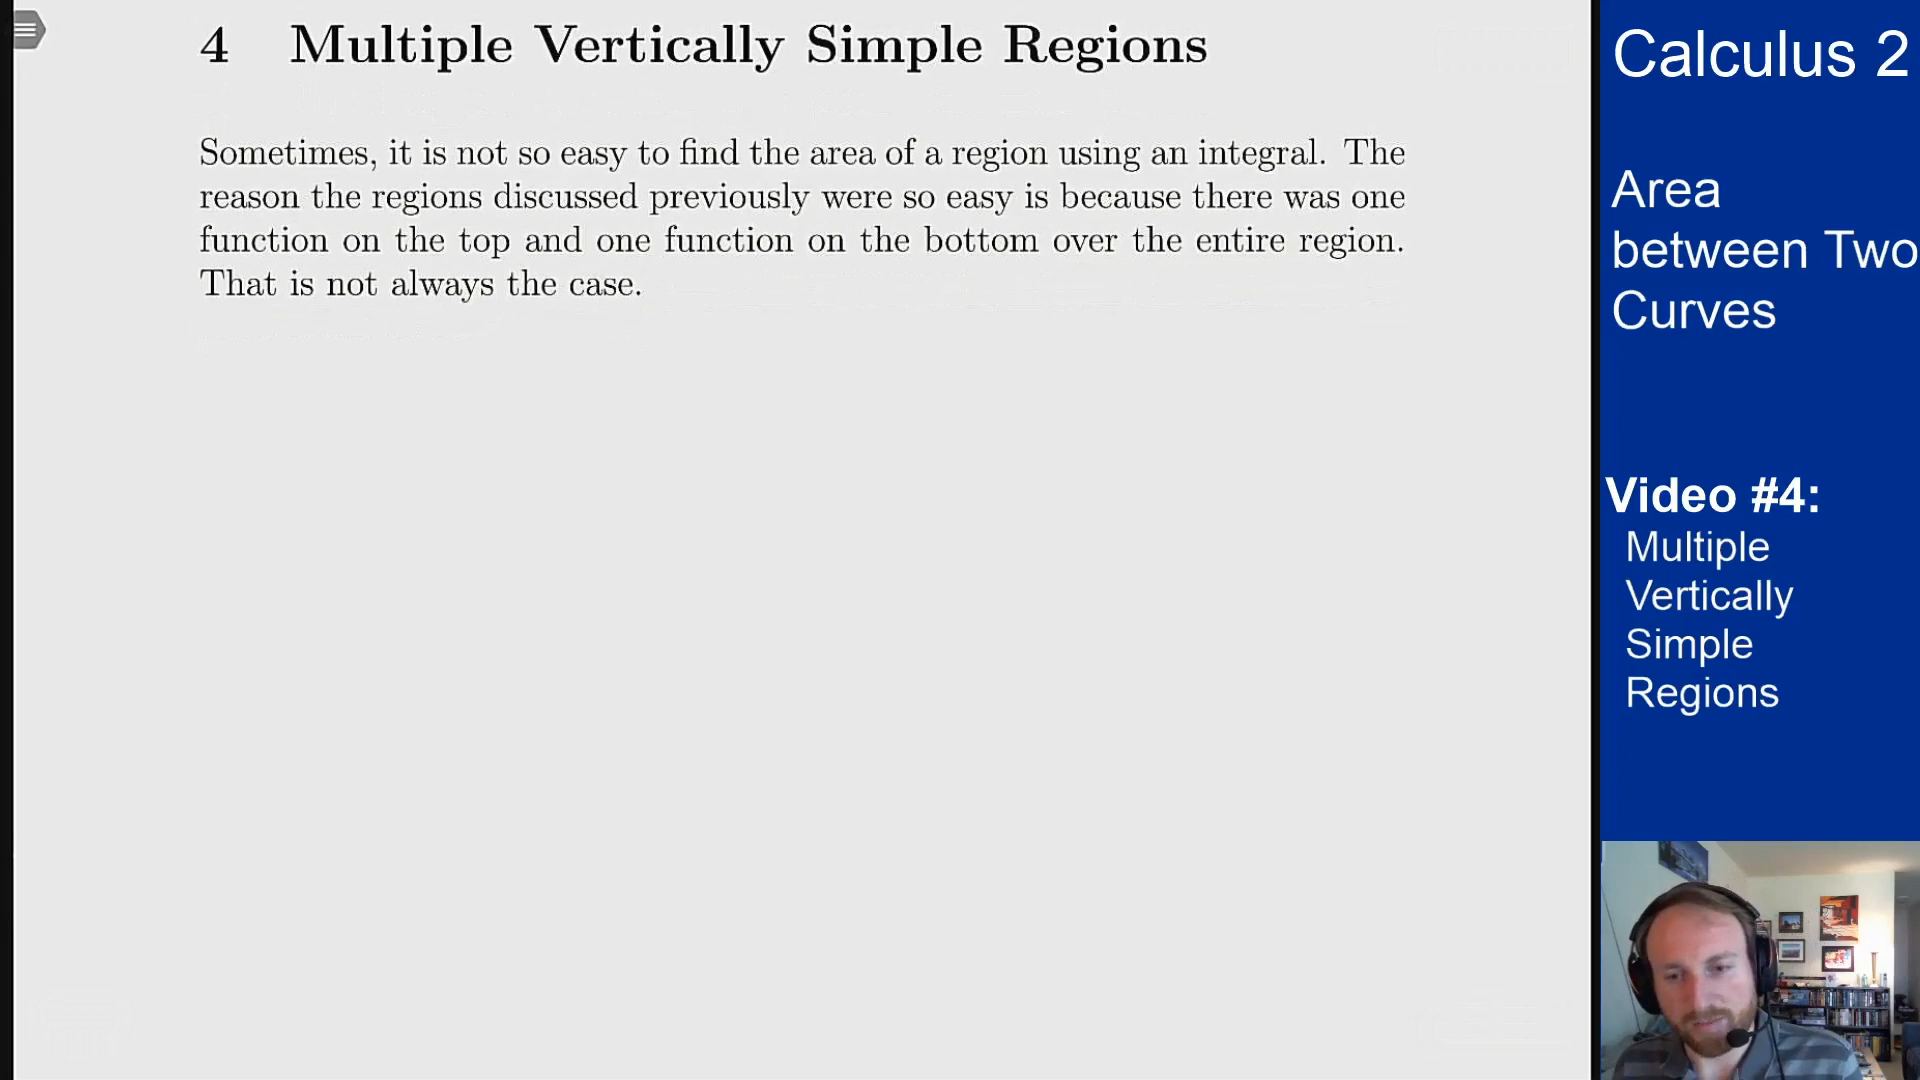 4 Multiple Vertically Simple Regions
Sometimes, it is not so easy to find the area of a region using an integral. The
reason the regions discussed previously were so easy is because there was one
function on the top and one function on the bottom over the entire region.
That is not always the case.
Calculus 2
Area
between Two
Curves
Video #4:
Multiple
Vertically
Simple
Regions